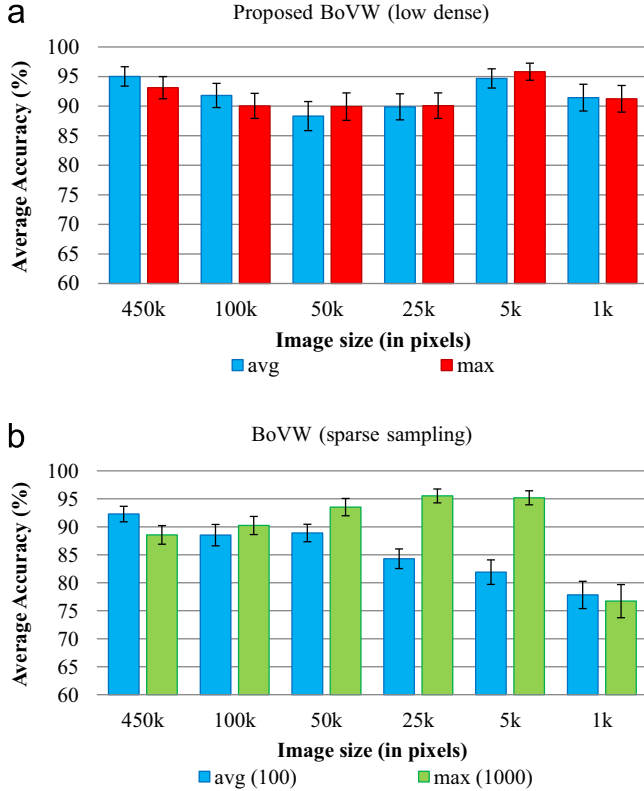 a
Proposed BoVW (low dense)
Average Accuracy (%)
100
95
90
85
80
75
70
65
60
450k 100k 50k 25k 5k 1k
Image size (in pixels)
avg max
b
BoVW (sparse sampling)
Average Accuracy (%)
100
95
90
85
80
75
70
65
60
450k 100k 50k 25k 5k 1k
Image size (in pixels)
avg (100) max (1000)